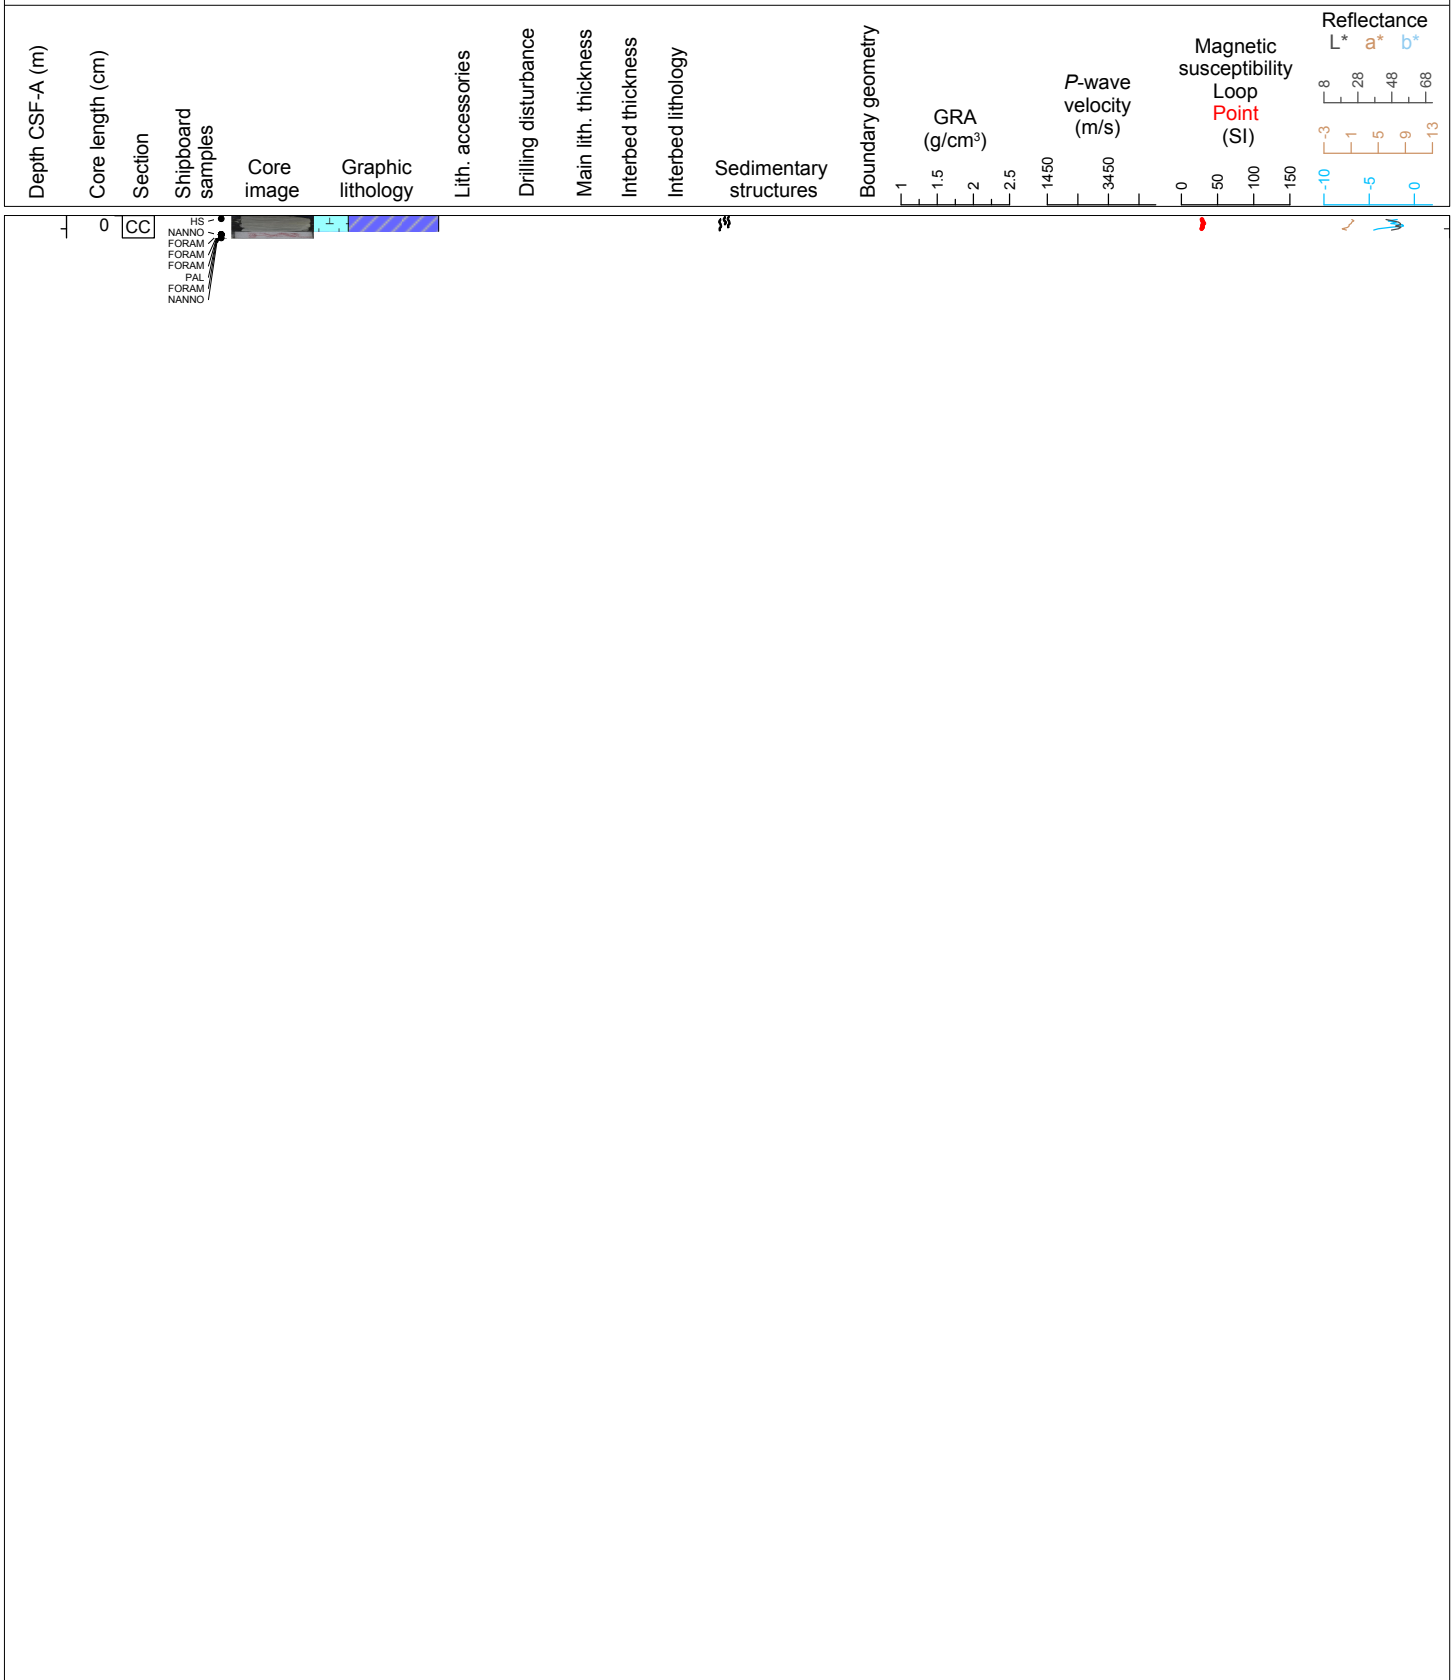 Depth CSF-A (m)
Core length (cm)
Section
Shipboard
samples
Core
image
Graphic
lithology
Lith. accessories
Drilling disturbance
Main lith. thickness
Interbed thickness
Interbed lithology
Sedimentary
structures
Boundary geometry
GRA
(g/cm³)
1
1.5
2
2.5
P-wave
velocity
(m/s)
1450
3450
Magnetic
susceptibility
Loop
Point
(SI)
0
50
100
150
Reflectance
L* a* b*
8
28
48
68
-3
1
5
9
13
-10
-5
0
0
CC
HS
NANNO
FORAM
FORAM
FORAM
PAL
FORAM
NANNO